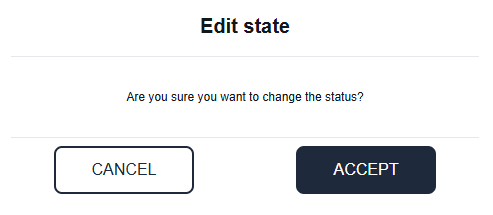 Edit state
Are you sure you want to change the status?
CANCEL
ACCEPT